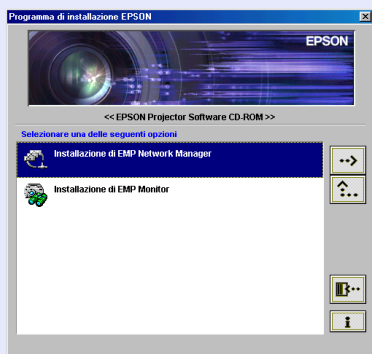 Programma di installazione EPSON
EPSON
<< EPSON Projector Software CD-ROM >>
Selezionare una delle seguenti opzioni
Installazione di EMP Network Manager
Installazione di EMP Monitor